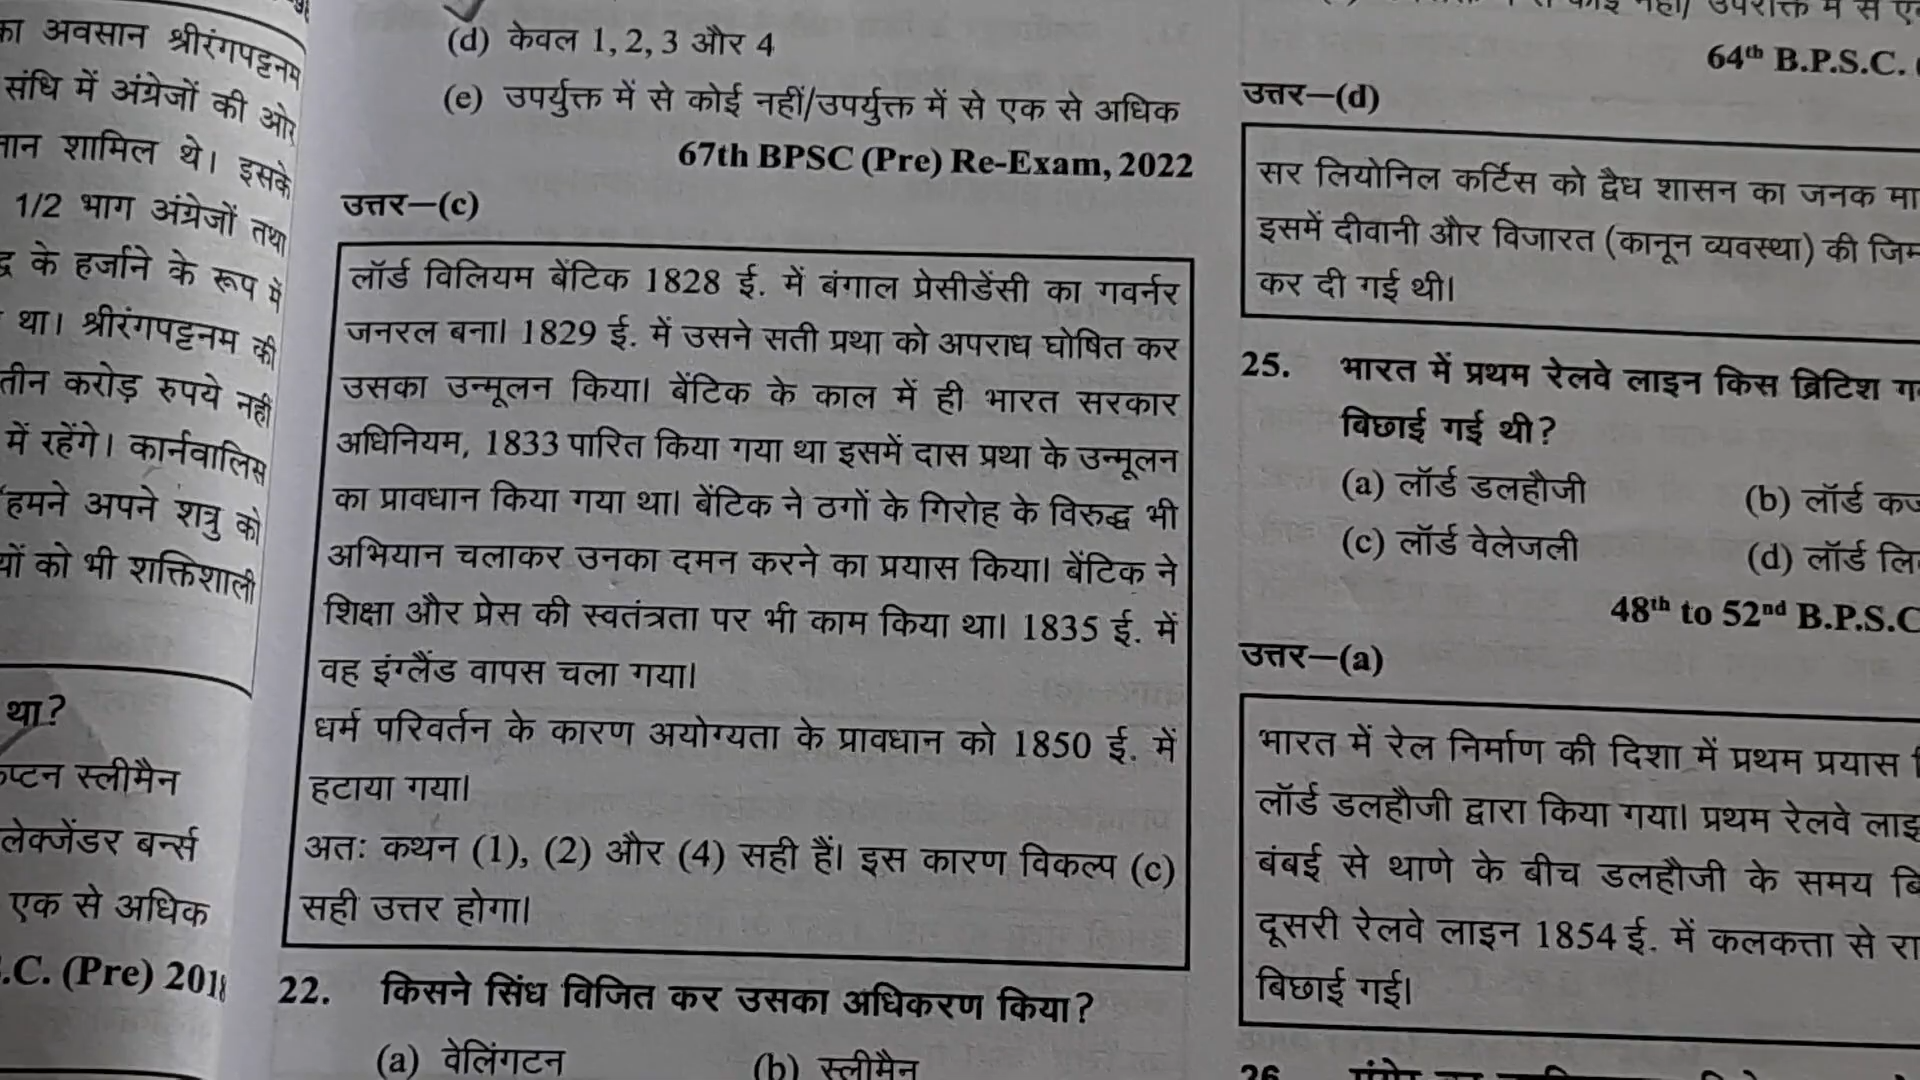 का अवसान श्रीरंगपट्टनम
संधि में अंग्रेजों की ओर
शामिल थे। इसके
1/2 भाग अंग्रेजों तथा
के हर्जाने के रूप में
था। श्रीरंगपट्टनम की
तीन करोड़ रुपये नहीं
में रहेंगे। कार्नवालिस
'हमने अपने शत्रु को
को भी शक्तिशाली
था?
स्लीमैन
बर्न्स
एक से अधिक
.C. (Pre) 2018
(d) केवल 1, 2, 3 और 4
(e) उपर्युक्त में से कोई नहीं/उपर्युक्त में से एक से अधिक
67th BPSC (Pre) Re-Exam, 2022
उत्तर—(c)
लॉर्ड विलियम बेंटिक 1828 ई. में बंगाल प्रेसीडेंसी का गवर्नर
जनरल बना। 1829 ई. में उसने सती प्रथा को अपराध घोषित कर
उसका उन्मूलन किया। बेंटिक के काल में ही भारत सरकार
अधिनियम, 1833 पारित किया गया था इसमें दास प्रथा के उन्मूलन
का प्रावधान किया गया था। बेंटिक ने ठगों के गिरोह के विरुद्ध भी
अभियान चलाकर उनका दमन करने का प्रयास किया। बेंटिक ने
शिक्षा और प्रेस की स्वतंत्रता पर भी काम किया था। 1835 ई. में
वह इंग्लैंड वापस चला गया।
धर्म परिवर्तन के कारण अयोग्यता के प्रावधान को 1850 ई. में
हटाया गया।
अतः कथन (1), (2) और (4) सही हैं। इस कारण विकल्प (c)
सही उत्तर होगा।
22. किसने सिंध विजित कर उसका अधिकरण किया?
(a) वेलिंगटन (b) स्लीमैन
64th B.P.S.C.
उत्तर—(d)
सर लियोनिल कर्टिस को द्वैध शासन का जनक
इसमें दीवानी और विजारत (कानून व्यवस्था) की
कर दी गई थी।
25. भारत में प्रथम रेलवे लाइन किस ब्रिटिश
बिछाई गई थी?
(a) लॉर्ड डलहौजी (b) लॉर्ड
(c) लॉर्ड वेलेजली (d) लॉर्ड
48th to 52nd B.P.S.C
उत्तर—(a)
भारत में रेल निर्माण की दिशा में प्रथम प्रयास
लॉर्ड डलहौजी द्वारा किया गया। प्रथम रेलवे
बंबई से थाणे के बीच डलहौजी के समय
दूसरी रेलवे लाइन 1854 ई. में कलकत्ता से
बिछाई गई।
26